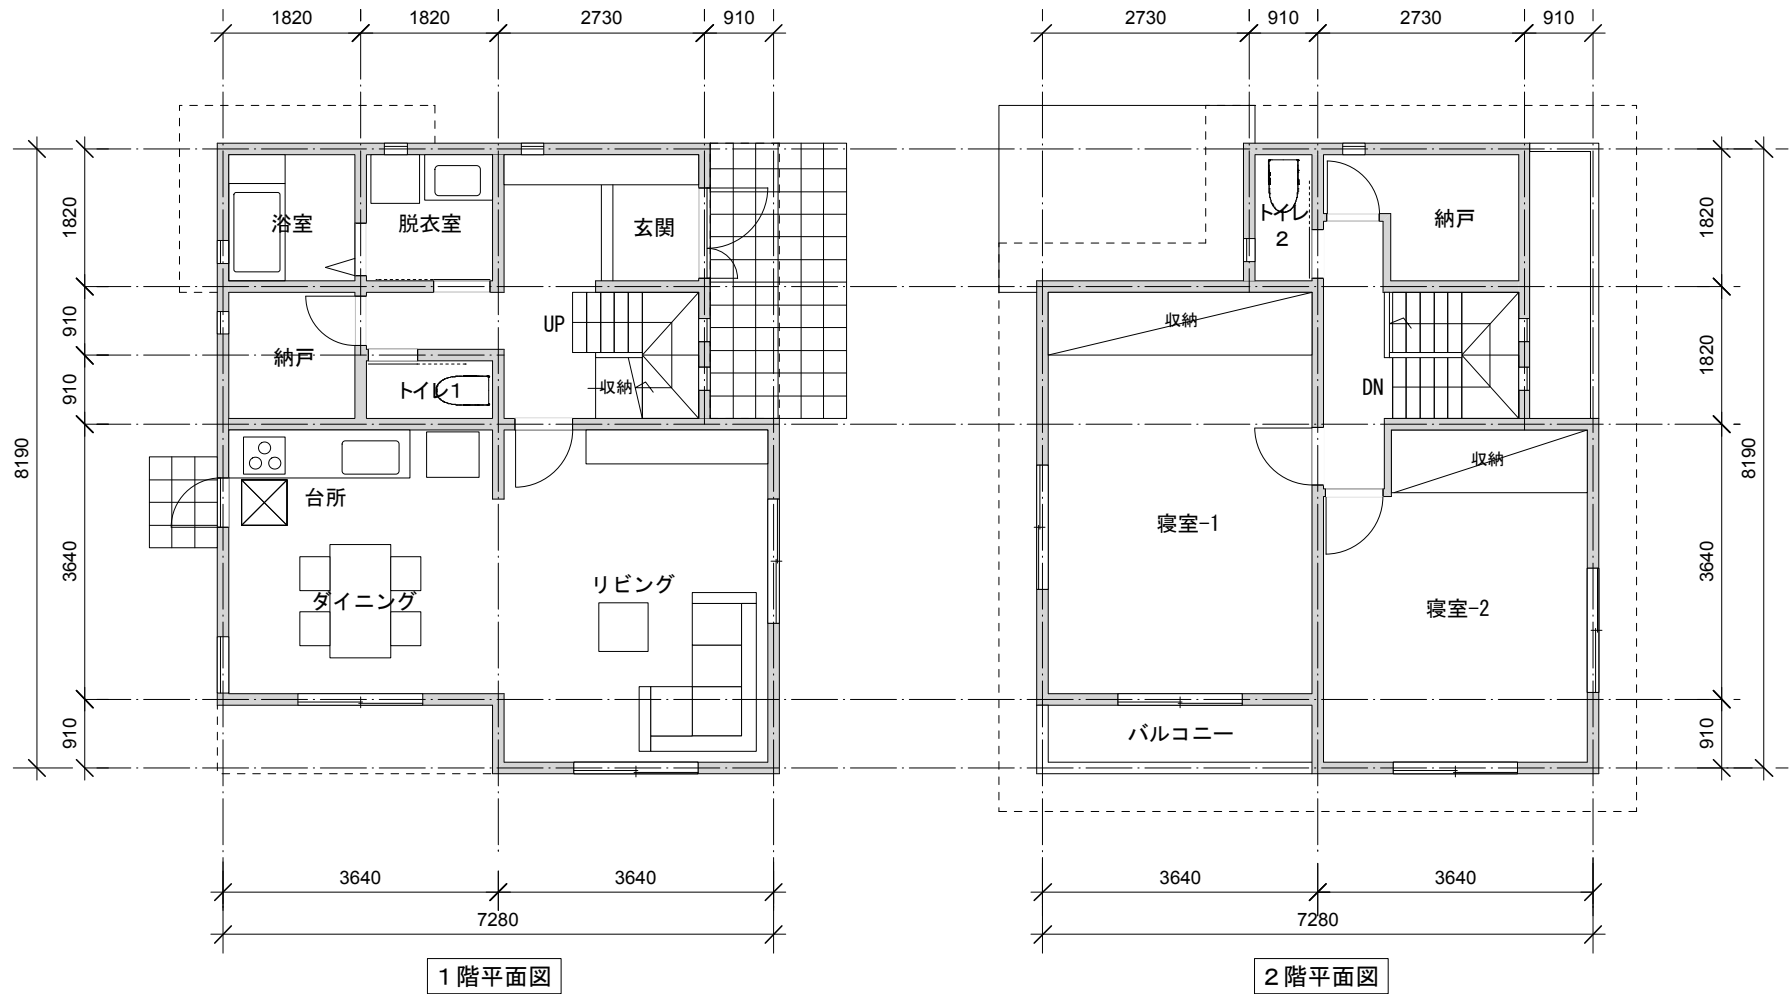 1820
1820
2730
910
2730
910
2730
910
浴室
脱衣室
玄関
トイレ
2
納戸
1820
1820
UP
収納
910
納戸
トイレ1
収納
910
DN
1820
8190
台所
収納
8190
寝室-1
3640
ダイニング
リビング
寝室-2
3640
910
バルコニー
910
3640
3640
3640
3640
7280
7280
1階平面図
2階平面図